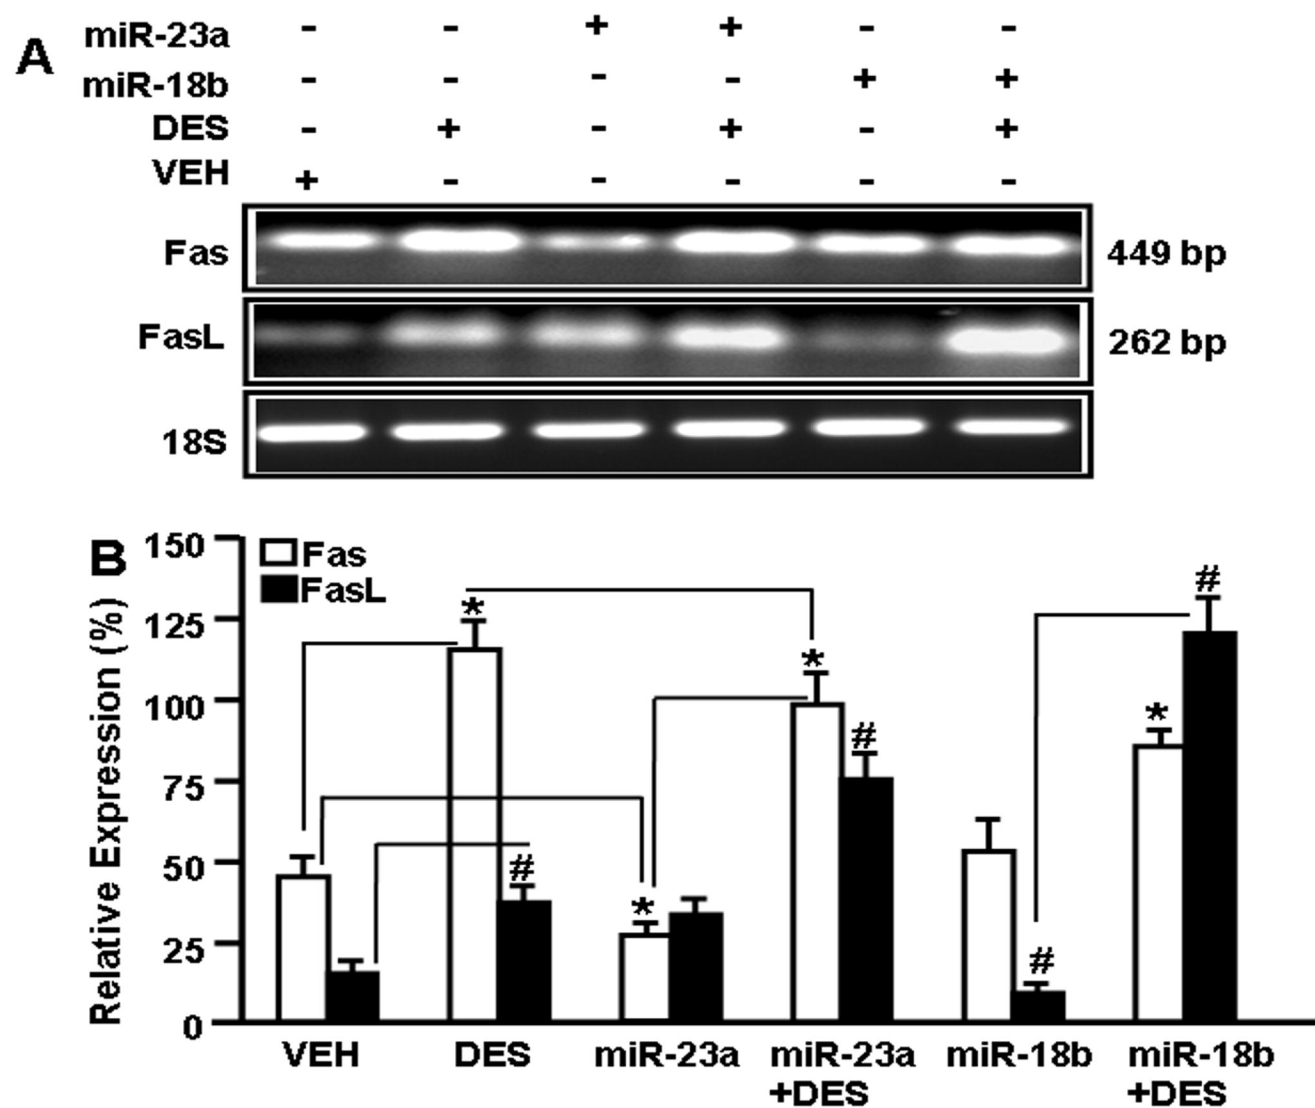 A
miR-23a - - + + - -
miR-18b - - - - + +
DES - + - + - +
VEH + - - - - -
Fas 449 bp
FasL 262 bp
18S
B
Relative Expression (%)
150
125
100
75
50
25
0
Fas
FasL
*
#
*
*
#
#
*
#
VEH DES miR-23a miR-23a miR-18b miR-18b
+DES +DES